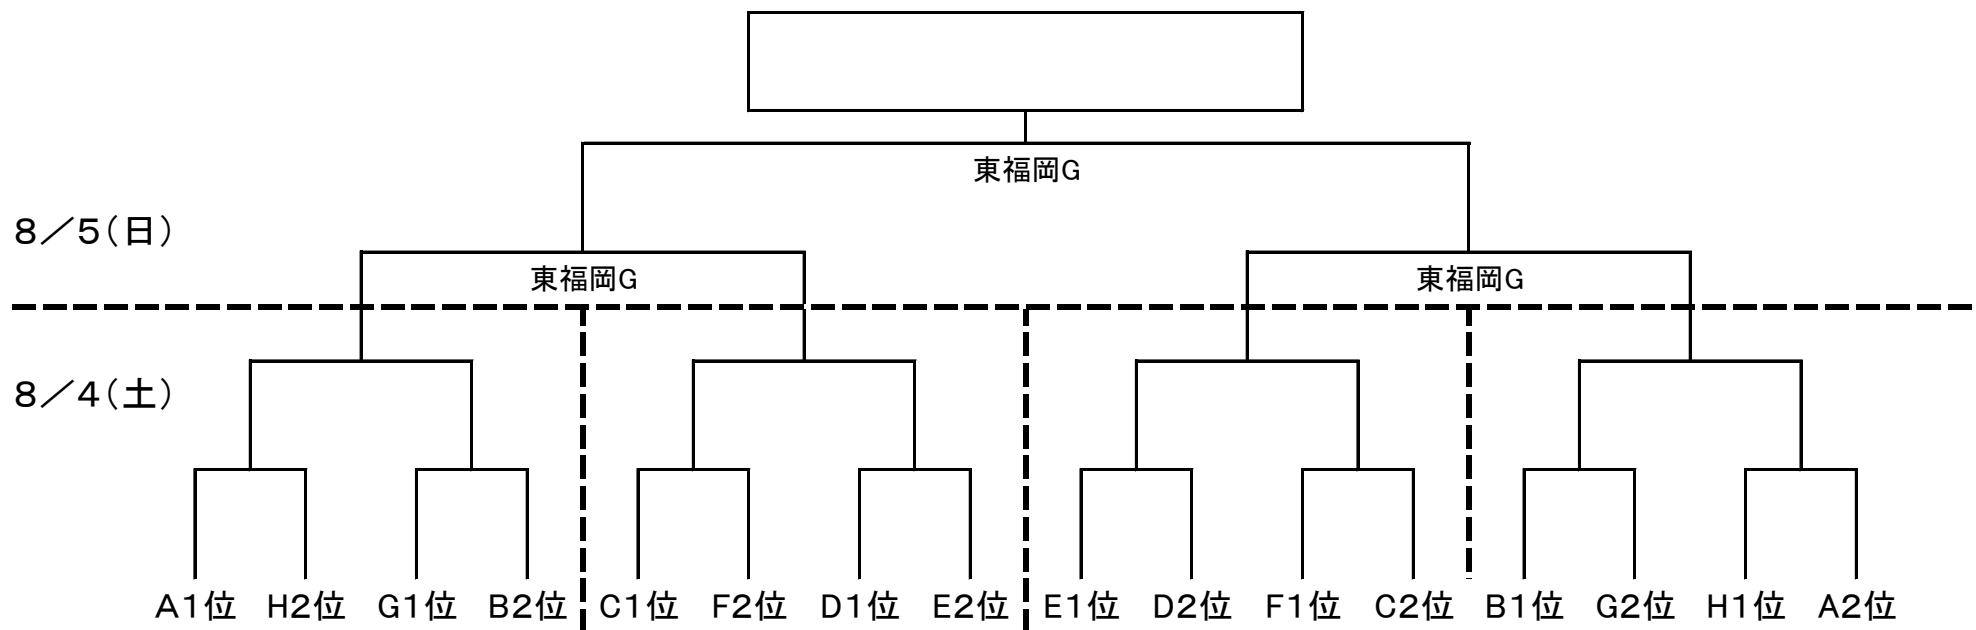 東福岡G
8／5（日）
東福岡G 東福岡G
8／4（土）
A1位 H2位 G1位 B2位 C1位 F2位 D1位 E2位 E1位 D2位 F1位 C2位 B1位 G2位 H1位 A2位